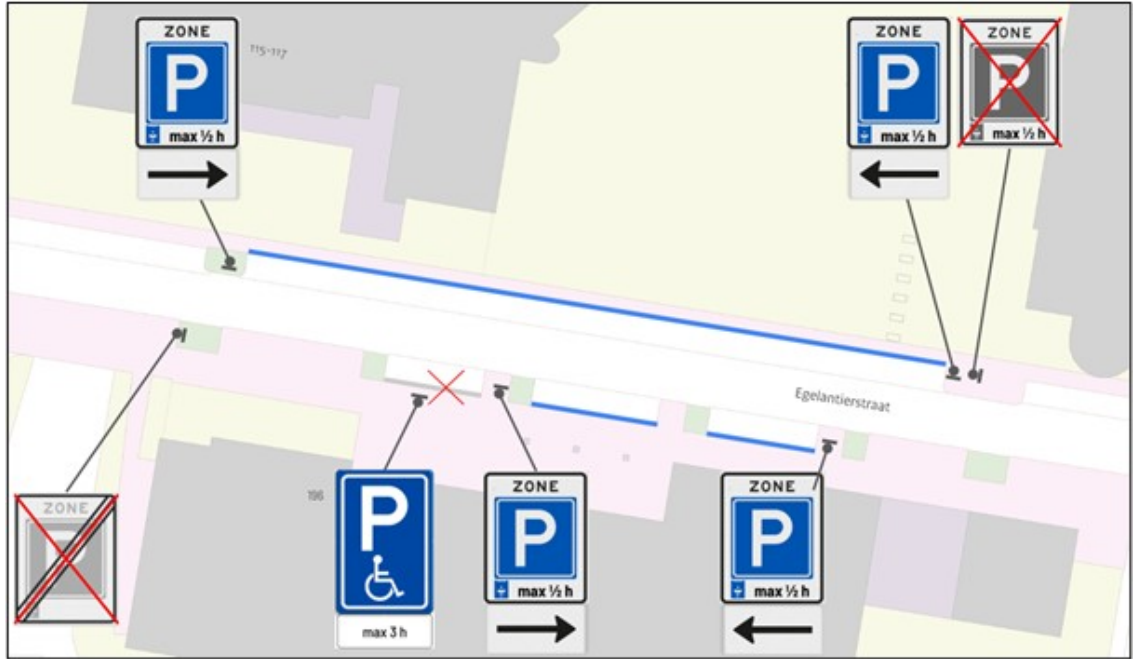 ZONE
P
max ½ h
115-117
ZONE
P
max ½ h
ZONE
P
max ½ h
Egelantierstraat
196
ZONE
P
P
max 3 h
ZONE
P
max ½ h
ZONE
P
max ½ h